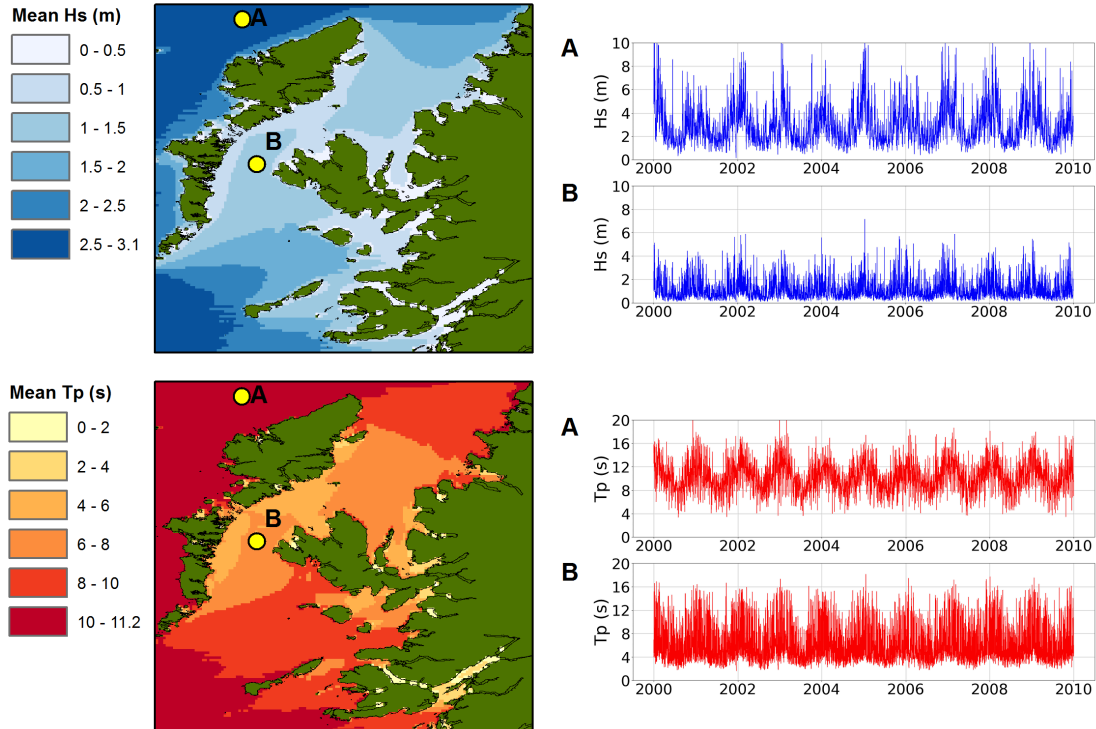 Mean Hs (m)
0 - 0.5
0.5 - 1
1 - 1.5
1.5 - 2
2 - 2.5
2.5 - 3.1
A
B
A
Hs (m)
10
8
6
4
2
0
2000 2002 2004 2006 2008 2010
B
Hs (m)
10
8
6
4
2
0
2000 2002 2004 2006 2008 2010
Mean Tp (s)
0 - 2
2 - 4
4 - 6
6 - 8
8 - 10
10 - 11.2
A
B
A
Tp (s)
20
16
12
8
4
0
2000 2002 2004 2006 2008 2010
B
Tp (s)
20
16
12
8
4
0
2000 2002 2004 2006 2008 2010